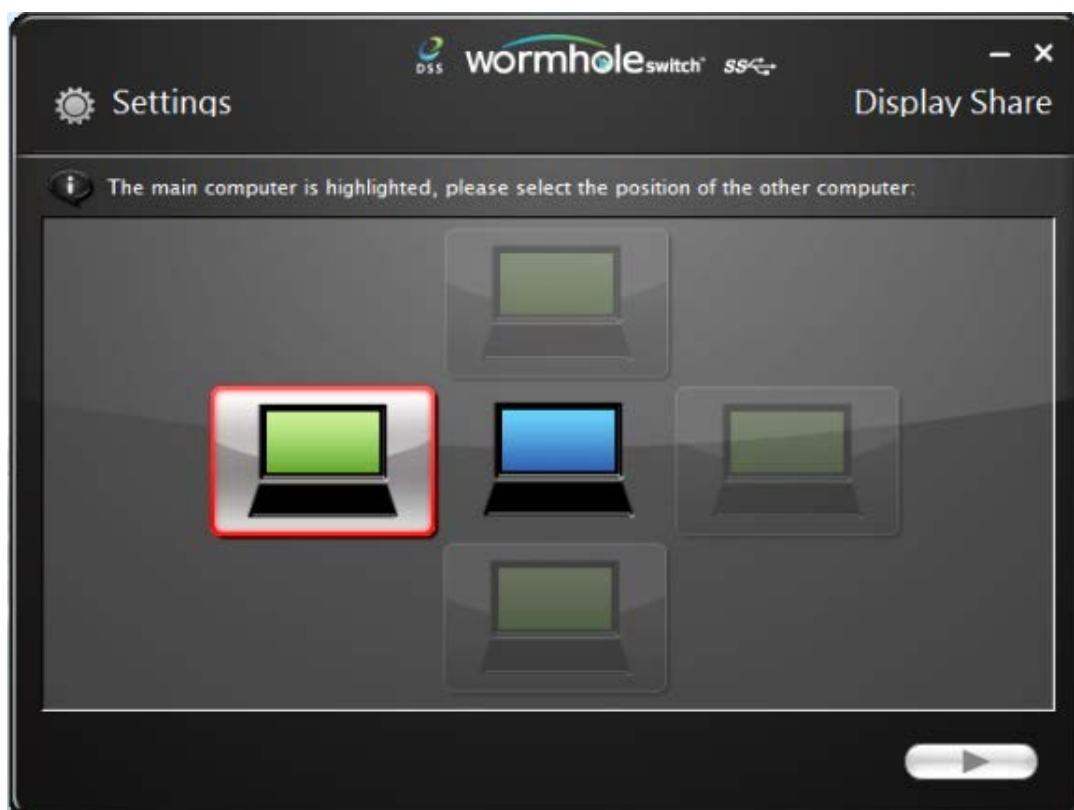 DSS wormhole switch SS
Settings
Display Share
i The main computer is highlighted, please select the position of the other computer: